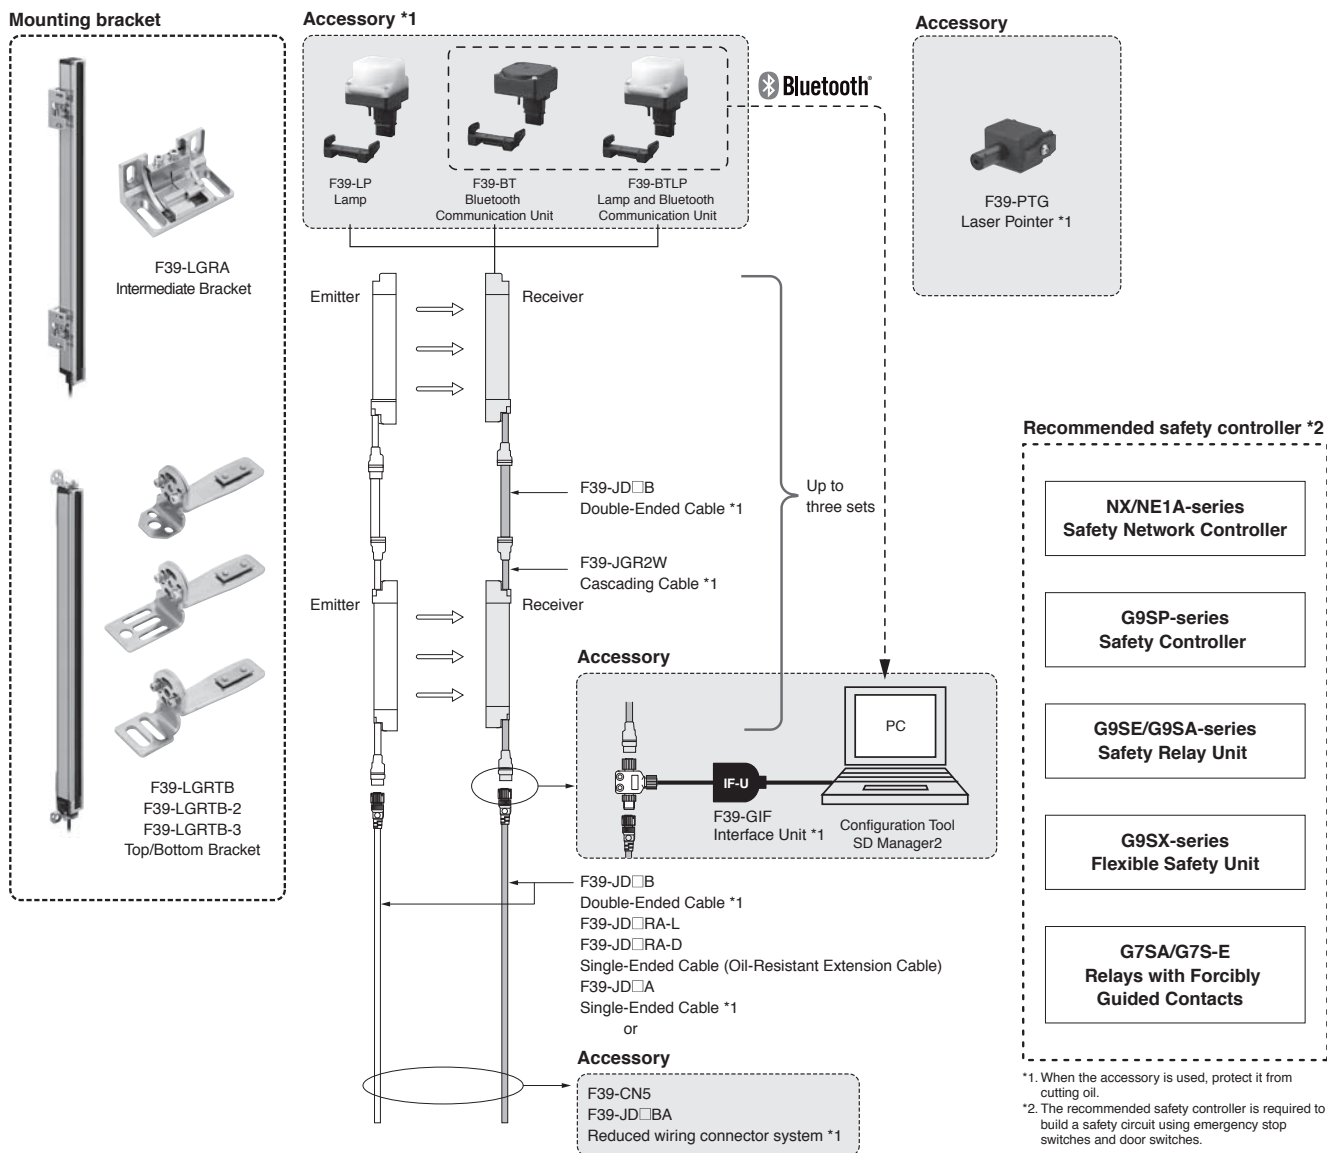 Mounting bracket
F39-LGRA
Intermediate Bracket
F39-LGRTB
F39-LGRTB-2
F39-LGRTB-3
Top/Bottom Bracket
Accessory *1
F39-LP
Lamp
F39-BT
Bluetooth
Communication Unit
F39-BTLP
Lamp and Bluetooth
Communication Unit
Bluetooth®
Accessory
F39-PTG
Laser Pointer *1
Emitter
Receiver
F39-JD□B
Double-Ended Cable *1
Up to
three sets
F39-JGR2W
Cascading Cable *1
Emitter
Receiver
Accessory
PC
IF-U
F39-GIF
Interface Unit *1
Configuration Tool
SD Manager2
F39-JD□B
Double-Ended Cable *1
F39-JD□RA-L
F39-JD□RA-D
Single-Ended Cable (Oil-Resistant Extension Cable)
F39-JD□A
Single-Ended Cable *1
or
Accessory
F39-CN5
F39-JD□BA
Reduced wiring connector system *1
Recommended safety controller *2
NX/NE1A-series
Safety Network Controller
G9SP-series
Safety Controller
G9SE/G9SA-series
Safety Relay Unit
G9SX-series
Flexible Safety Unit
G7SA/G7S-E
Relays with Forcibly
Guided Contacts
*1. When the accessory is used, protect it from
cutting oil.
*2. The recommended safety controller is required to
build a safety circuit using emergency stop
switches and door switches.